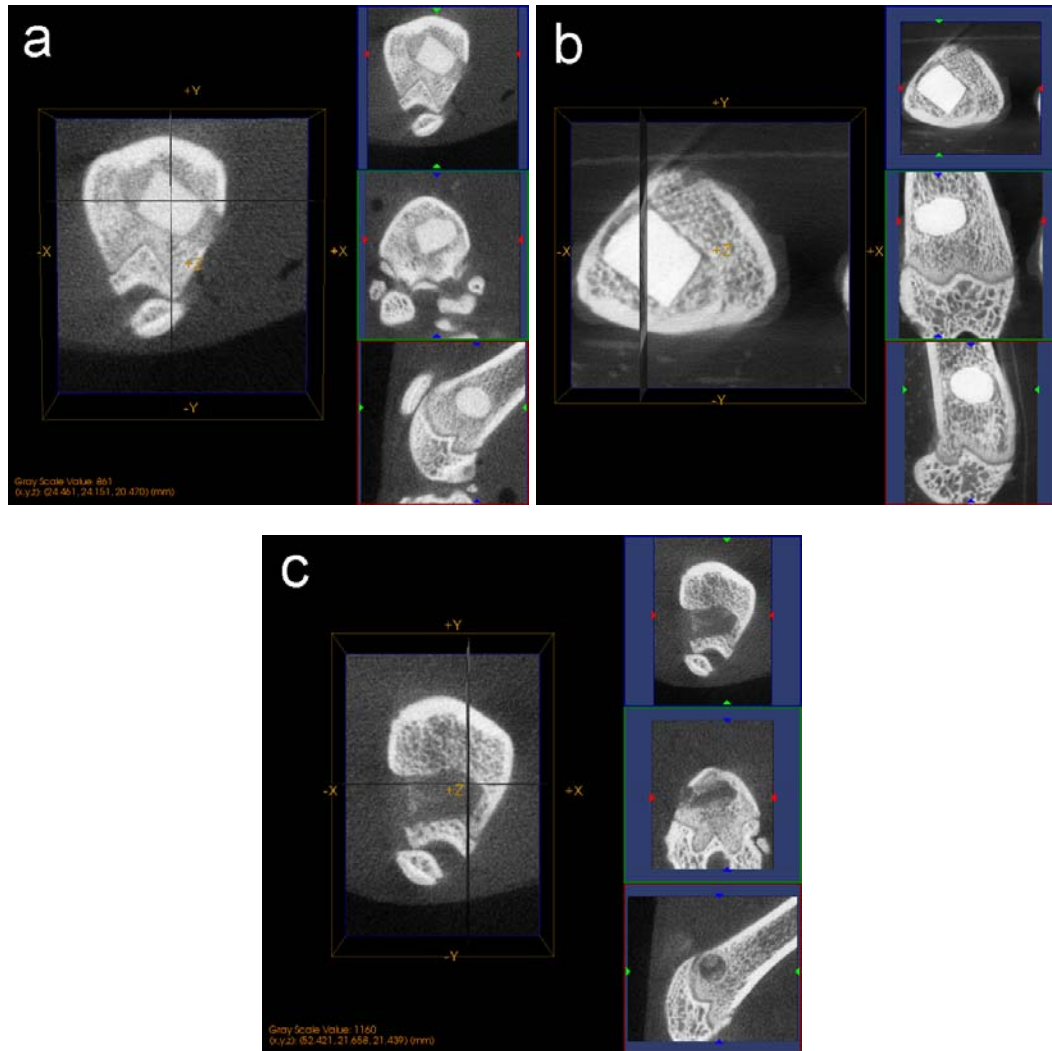 a
+Y
-X
+X
+Z
-Y
Gray Scale Value: 861
(x,y,z): (24.461, 24.151, 20.470) (mm)
b
+Y
-X
+Z
+X
-Y
c
+Y
-X
+Z
+X
-Y
Gray Scale Value: 1160
(x,y,z): (52.421, 21.658, 21.439) (mm)